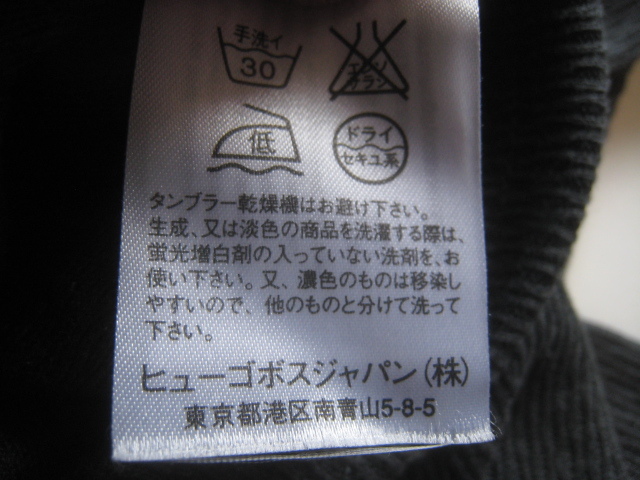 手洗イ
30
エンソ
サラシ
低
ドライ
セキユ系
タンブラー乾燥機はお避け下さい。
生成、又は淡色の商品を洗濯する際は、
蛍光増白剤の入っていない洗剤を、お
使い下さい。又、濃色のものは移染し
やすいので、他のものと分けて洗って
下さい。
ヒューゴボスジャパン(株)
東京都港区南青山5-8-5